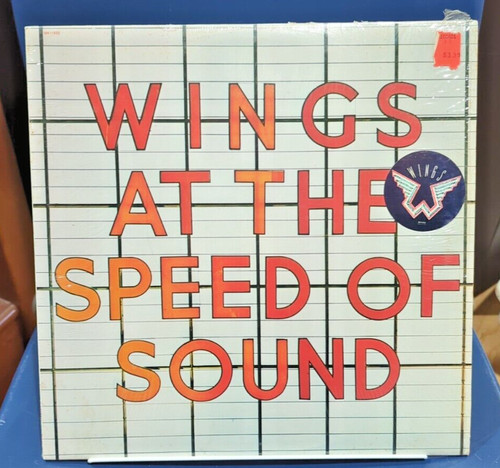 WINGS
AT THE
SPEED OF
SOUND
WINGS